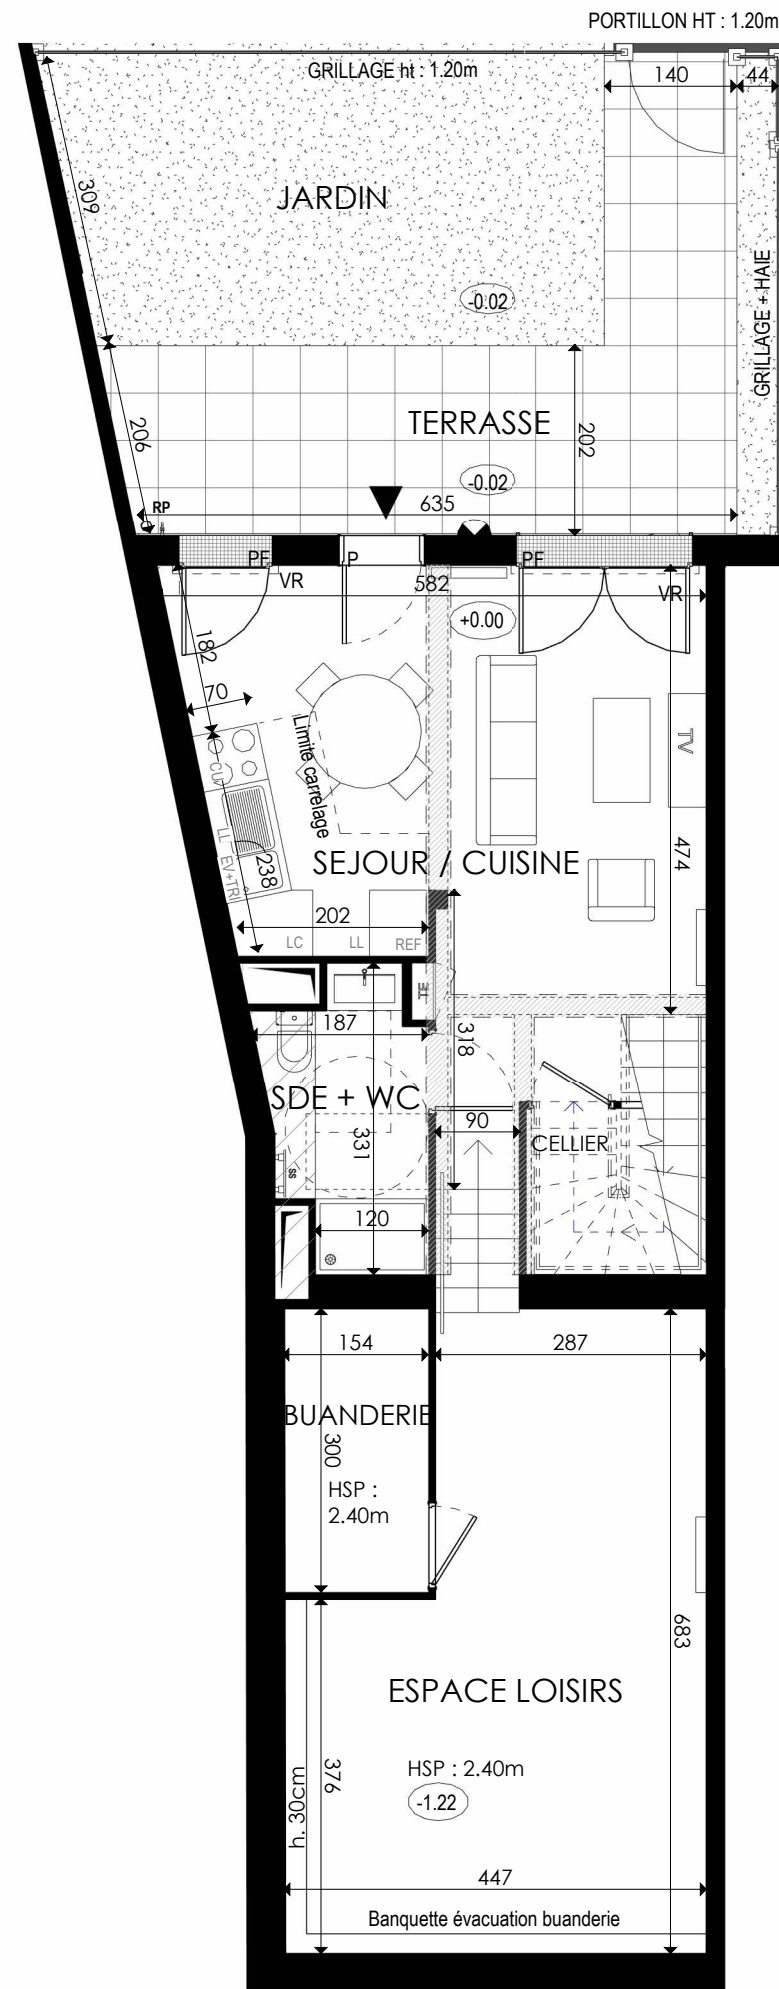 PORTILLON HT : 1.20m
GRILLAGE ht : 1.20m
140
44
309
JARDIN
-0.02
GRILLAGE + HAIE
206
TERRASSE
202
-0.02
RP
635
PF
P
PF
VR
582
VR
+0.00
182
70
Limite carrelage
TV
CU
LL
EV+TRI
238
SEJOUR / CUISINE
474
202
LC
LL
REF
TE
187
318
SDE + WC
331
90
CELLIER
ss
120
154
287
BUANDERIE
300
HSP :
2.40m
683
ESPACE LOISIRS
HSP : 2.40m
376
-1.22
h. 30cm
447
Banquette évacuation buanderie